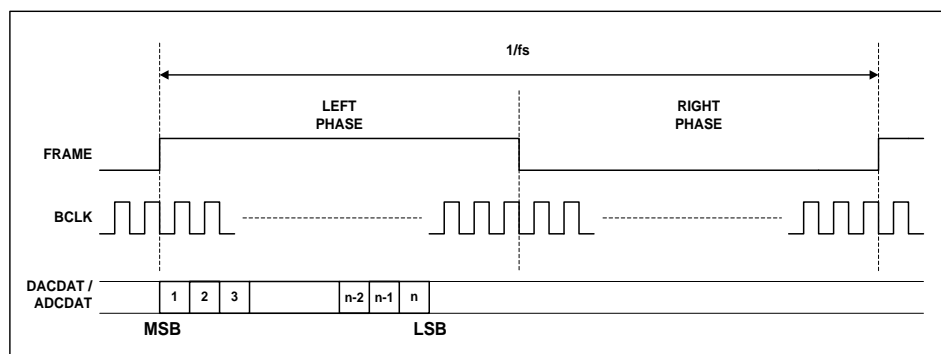 1/fs
LEFT
PHASE
RIGHT
PHASE
FRAME
BCLK
DACDAT /
ADCDAT
1 2 3 n-2 n-1 n
MSB LSB